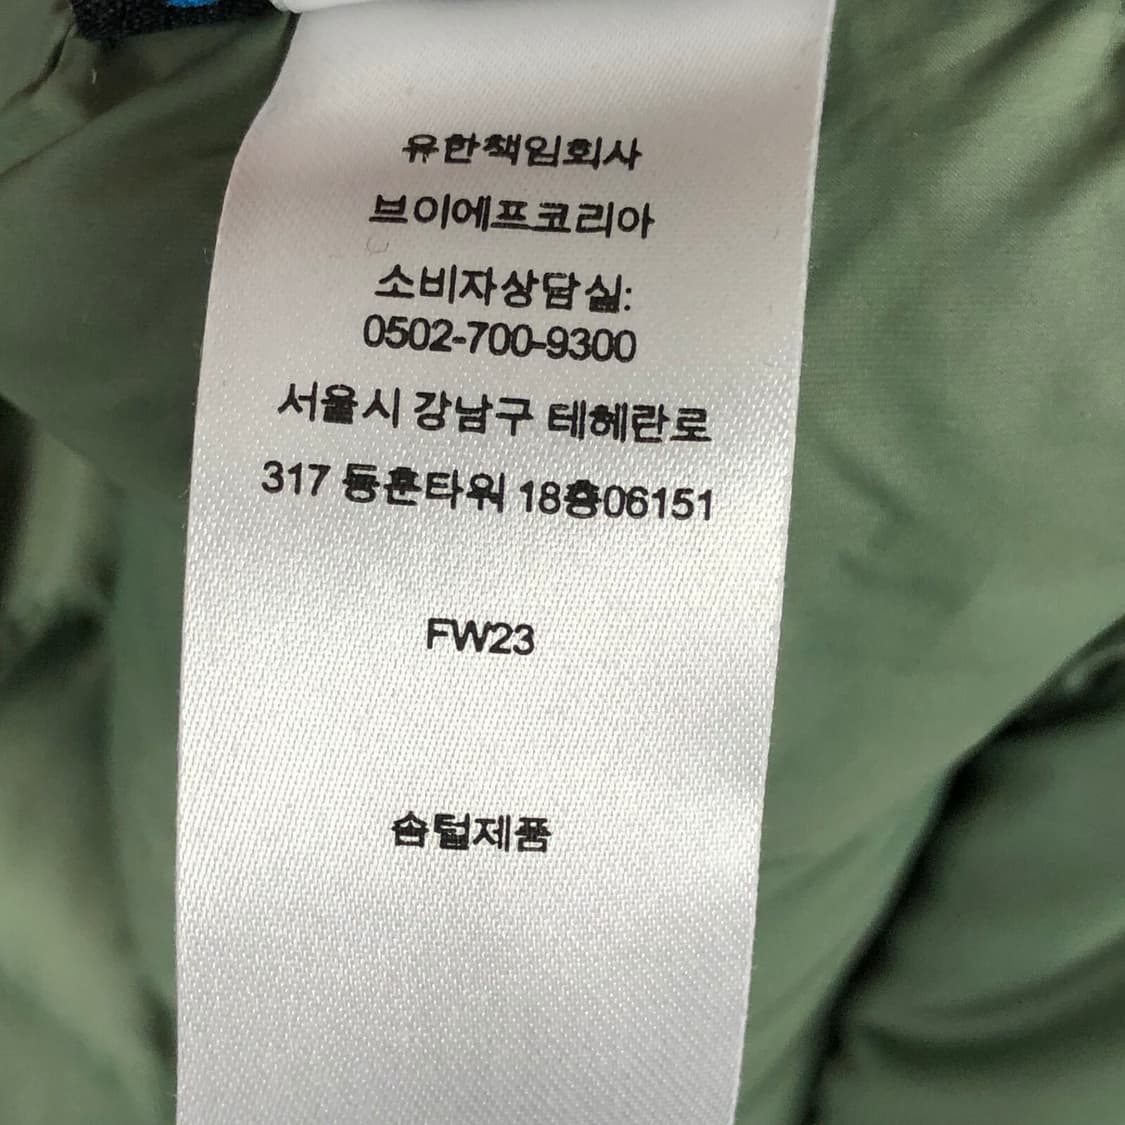 유한책임회사
브이에프코리아
소비자상담실:
0502-700-9300
서울시 강남구 테헤란로
317 동훈타워 18층06151
FW23
솜털제품